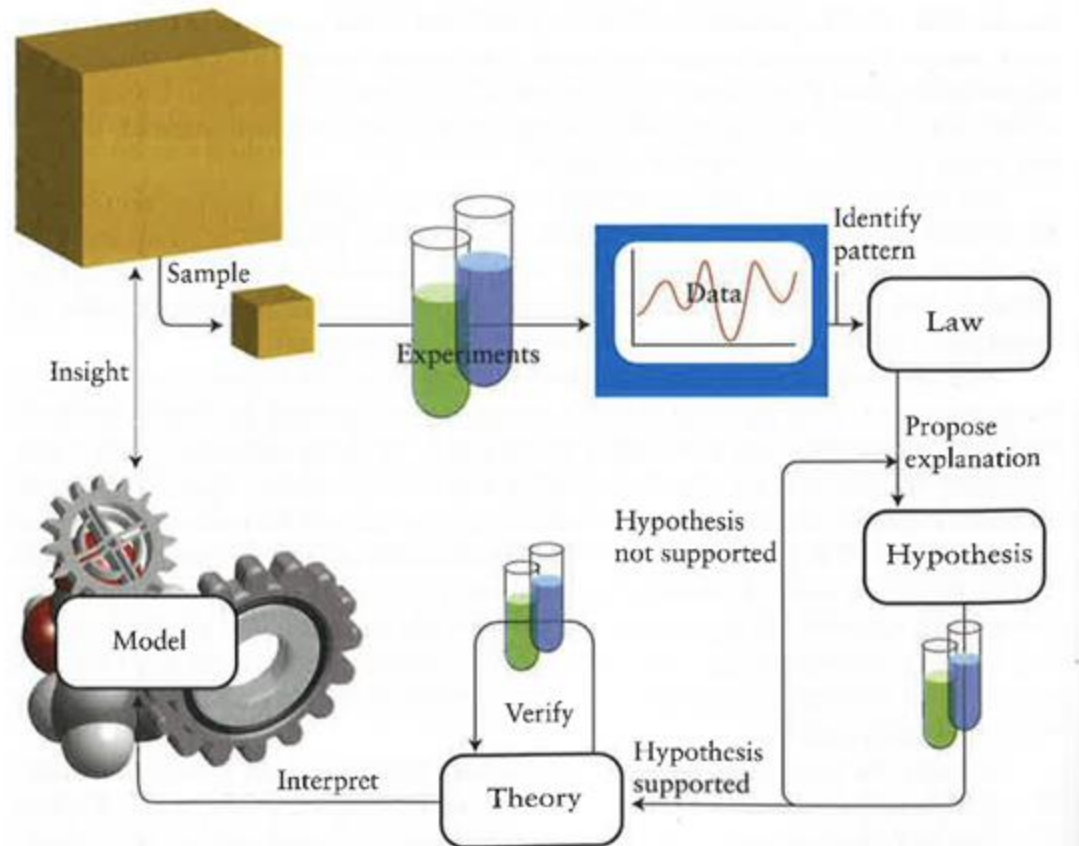 Sample
Insight
Experiments
Data
Identify
pattern
Law
Propose
explanation
Hypothesis
not supported
Hypothesis
Hypothesis
supported
Verify
Theory
Interpret
Model